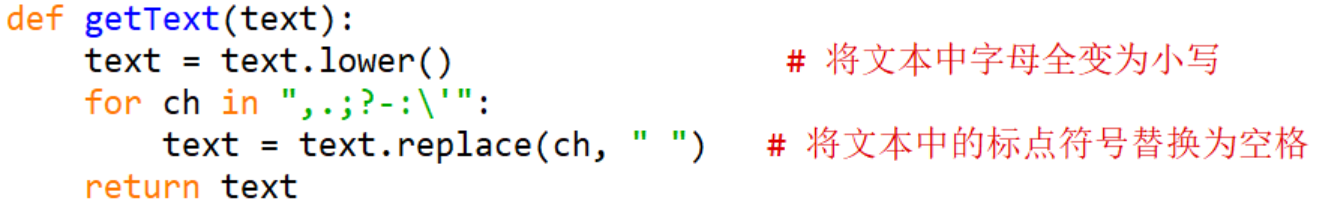 def getText(text):
    text = text.lower()                 # 将文本中字母全变为小写
    for ch in ",.;?-:\'":
        text = text.replace(ch, " ")   # 将文本中的标点符号替换为空格
    return text